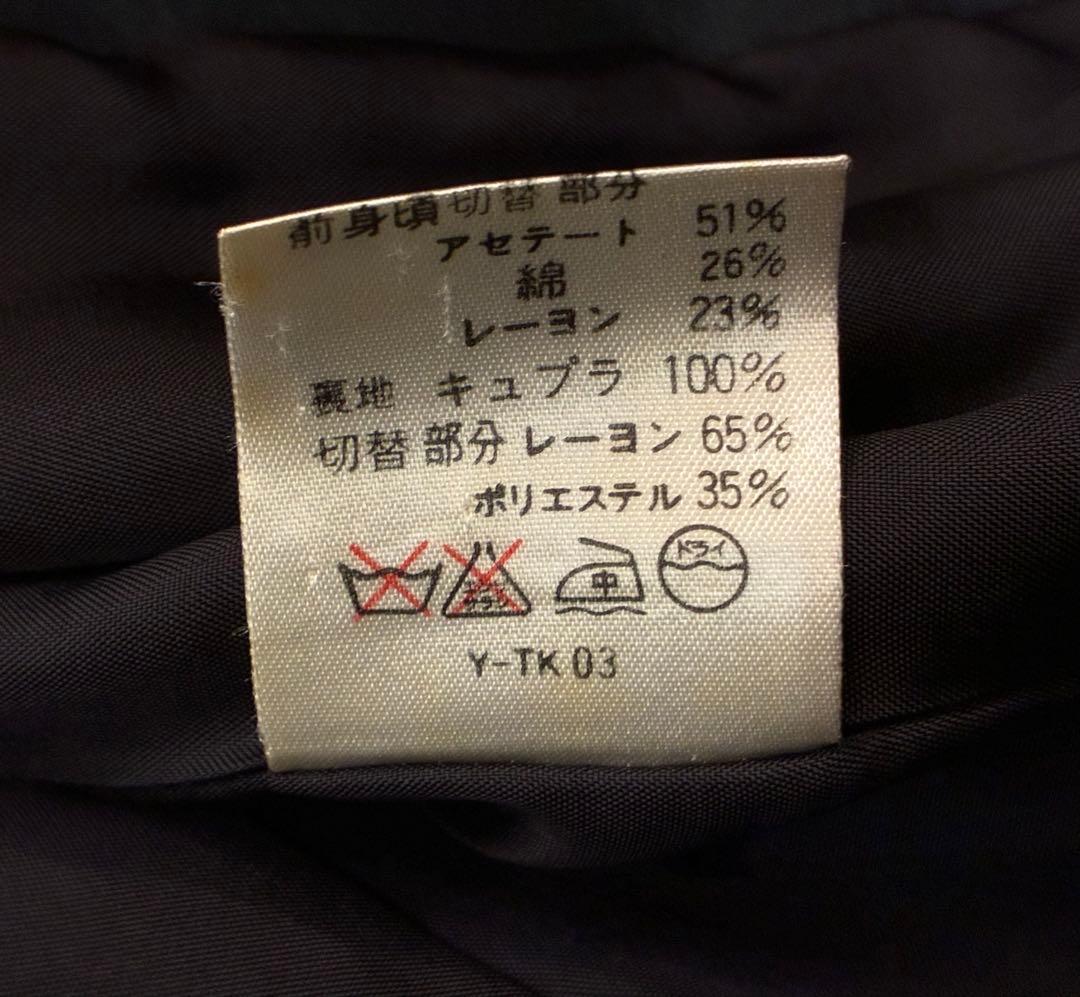 前身頃切替部分
アセテート 51%
綿 26%
レーヨン 23%
裏地 キュプラ 100%
切替部分 レーヨン 65%
ポリエステル 35%
中 ドライ
Y-TK 03